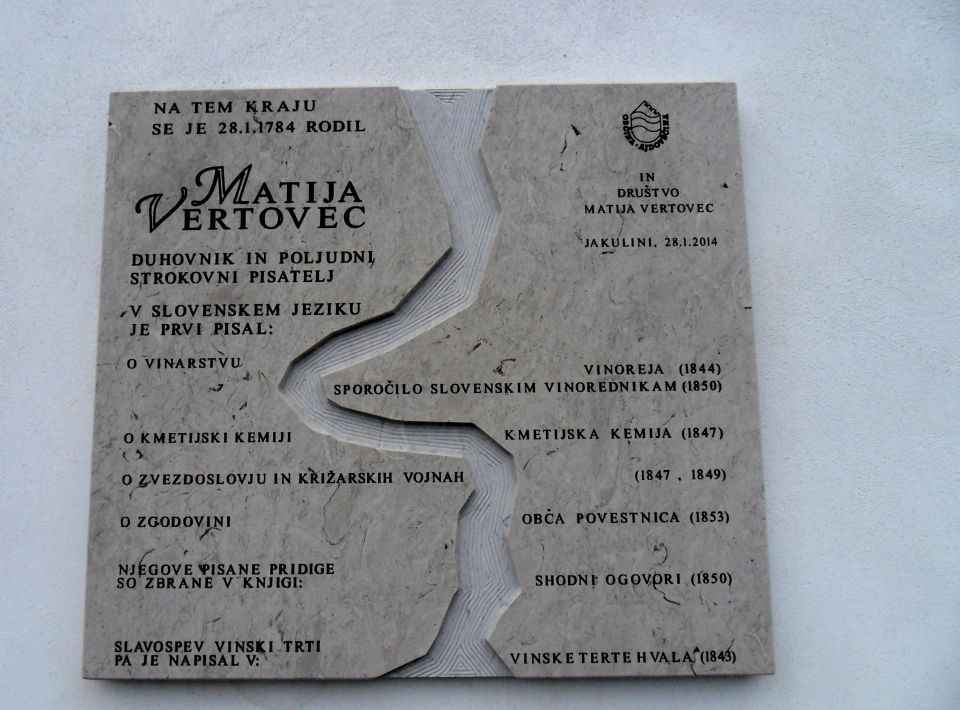 NA TEM KRAJU
SE JE 28.1.1784 RODIL
MATIJA
VERTOVEC
DUHOVNIK IN POLJUDNI
STROKOVNI PISATELJ
V SLOVENSKEM JEZIKU
JE PRVI PISAL:
OBČINA · AJDOVŠČINA
IN
DRUŠTVO
MATIJA VERTOVEC
JAKULINI, 28.1.2014
O VINARSTVU
VINOREJA (1844)
SPOROČILO SLOVENSKIM VINOREDNIKAM (1850)
O KMETIJSKI KEMIJI KMETIJSKA KEMIJA (1847)
O ZVEZDOSLOVJU IN KRIŽARSKIH VOJNAH (1847 , 1849)
O ZGODOVINI OBČA POVESTNICA (1853)
NJEGOVE PISANE PRIDIGE
SO ZBRANE V KNJIGI: SHODNI OGOVORI (1850)
SLAVOSPEV VINSKI TRTI
PA JE NAPISAL V: VINSKE TERTE HVALA (1843)